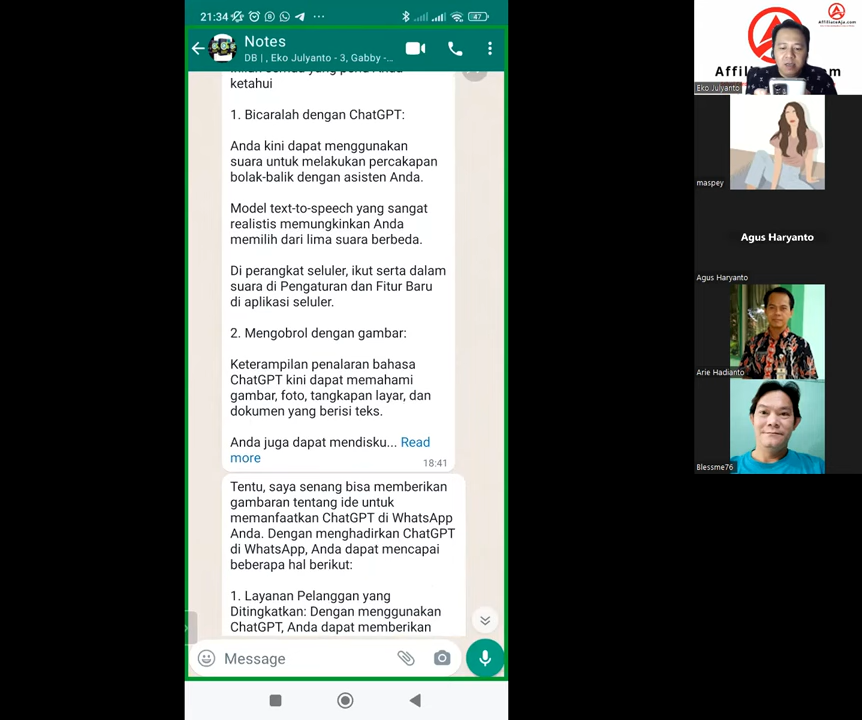 21:34
47
Notes
DB | , Eko Julyanto - 3, Gabby -...
ketahui
1. Bicaralah dengan ChatGPT:
Anda kini dapat menggunakan
suara untuk melakukan percakapan
bolak-balik dengan asisten Anda.
Model text-to-speech yang sangat
realistis memungkinkan Anda
memilih dari lima suara berbeda.
Di perangkat seluler, ikut serta dalam
suara di Pengaturan dan Fitur Baru
di aplikasi seluler.
2. Mengobrol dengan gambar:
Keterampilan penalaran bahasa
ChatGPT kini dapat memahami
gambar, foto, tangkapan layar, dan
dokumen yang berisi teks.
Anda juga dapat mendisku... Read
more
18:41
Tentu, saya senang bisa memberikan
gambaran tentang ide untuk
memanfaatkan ChatGPT di WhatsApp
Anda. Dengan menghadirkan ChatGPT
di WhatsApp, Anda dapat mencapai
beberapa hal berikut:
1. Layanan Pelanggan yang
Ditingkatkan: Dengan menggunakan
ChatGPT, Anda dapat memberikan
Message
AffiliateAja.com
Eko Julyanto
maspey
Agus Haryanto
Agus Haryanto
Arie Hadianto
Blessme76